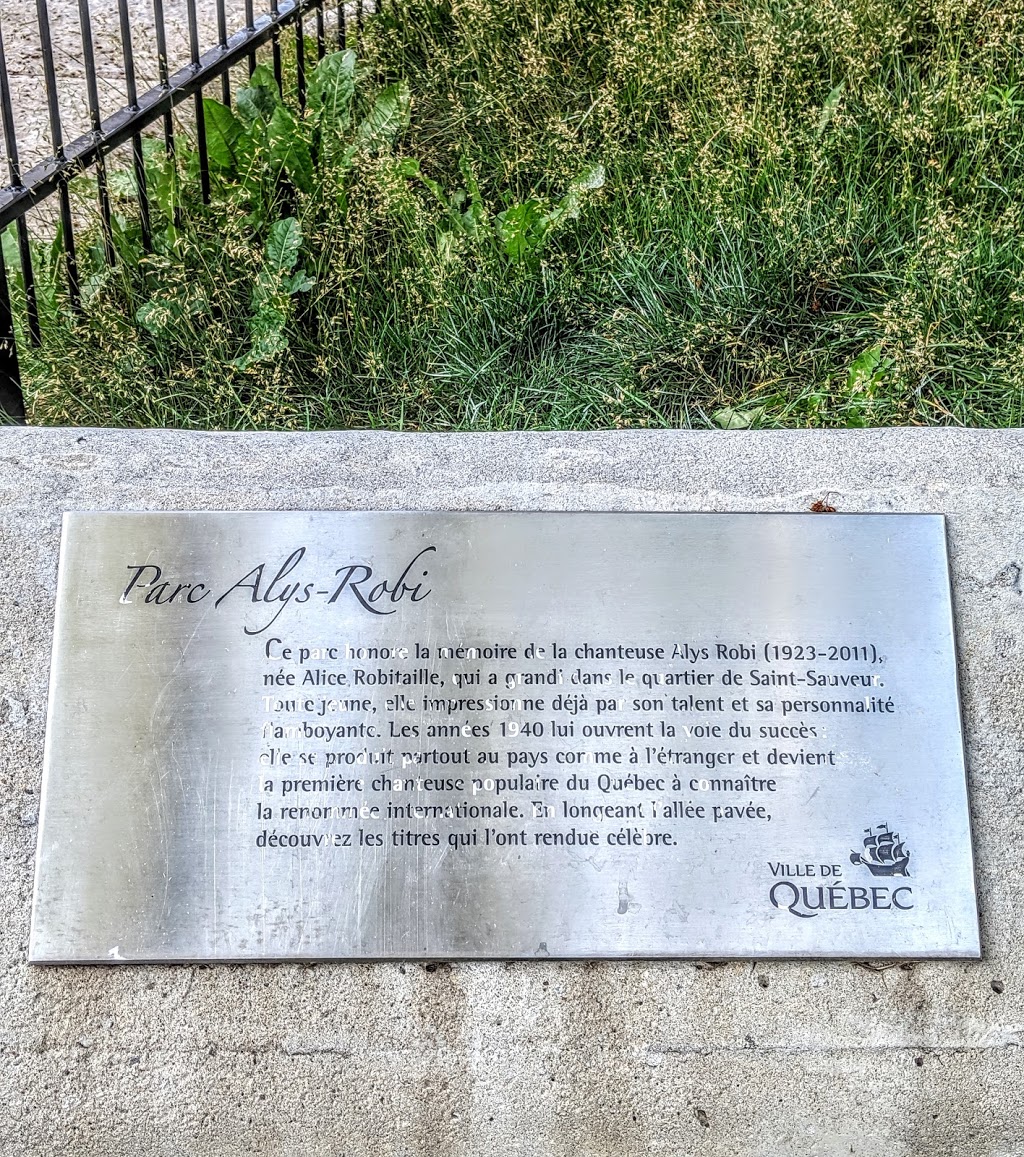 Parc Alys-Robi
Ce parc honore la mémoire de la chanteuse Alys Robi (1923-2011),
née Alice Robitaille, qui a grandi dans le quartier de Saint-Sauveur.
Toute jeune, elle impressionne déjà par son talent et sa personnalité
flamboyante. Les années 1940 lui ouvrent la voie du succès :
elle se produit partout au pays comme à l'étranger et devient
la première chanteuse populaire du Québec à connaître
la renommée internationale. En longeant l'allée pavée,
découvrez les titres qui l'ont rendue célèbre.
VILLE DE
QUÉBEC